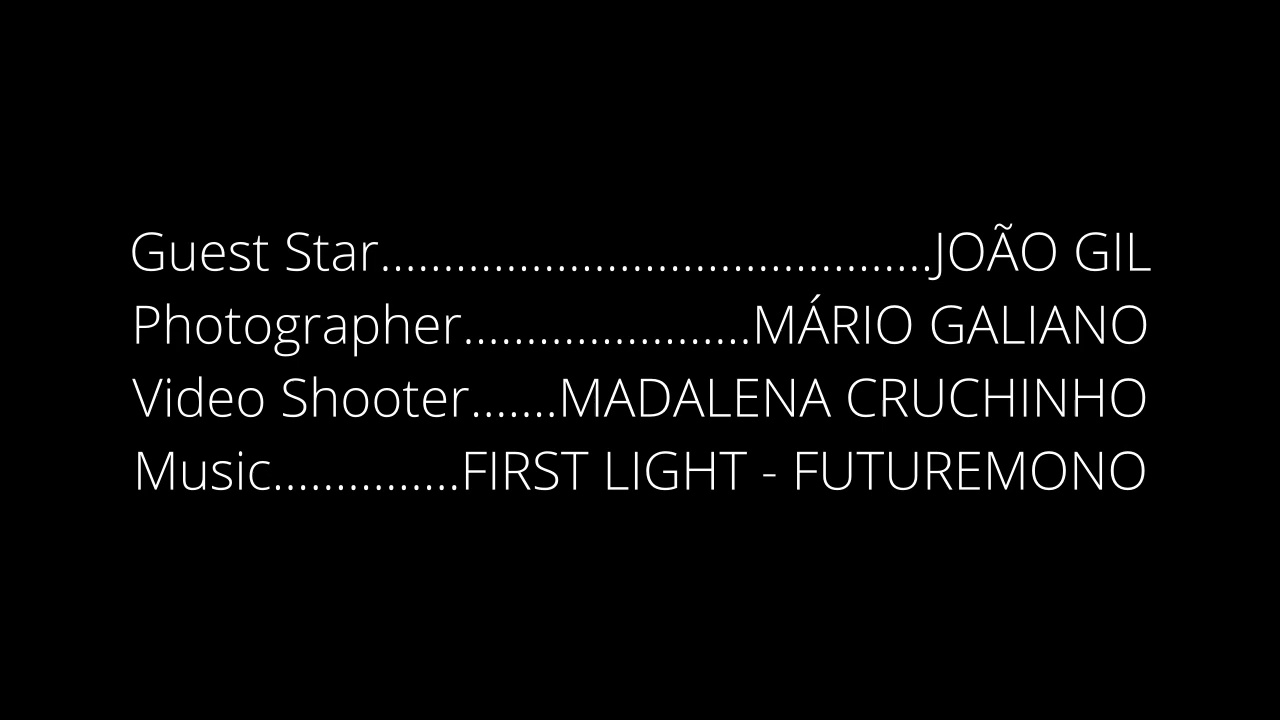 Guest Star............................................JOÃO GIL
Photographer.......................MÁRIO GALIANO
Video Shooter.......MADALENA CRUCHINHO
Music...............FIRST LIGHT - FUTUREMONO